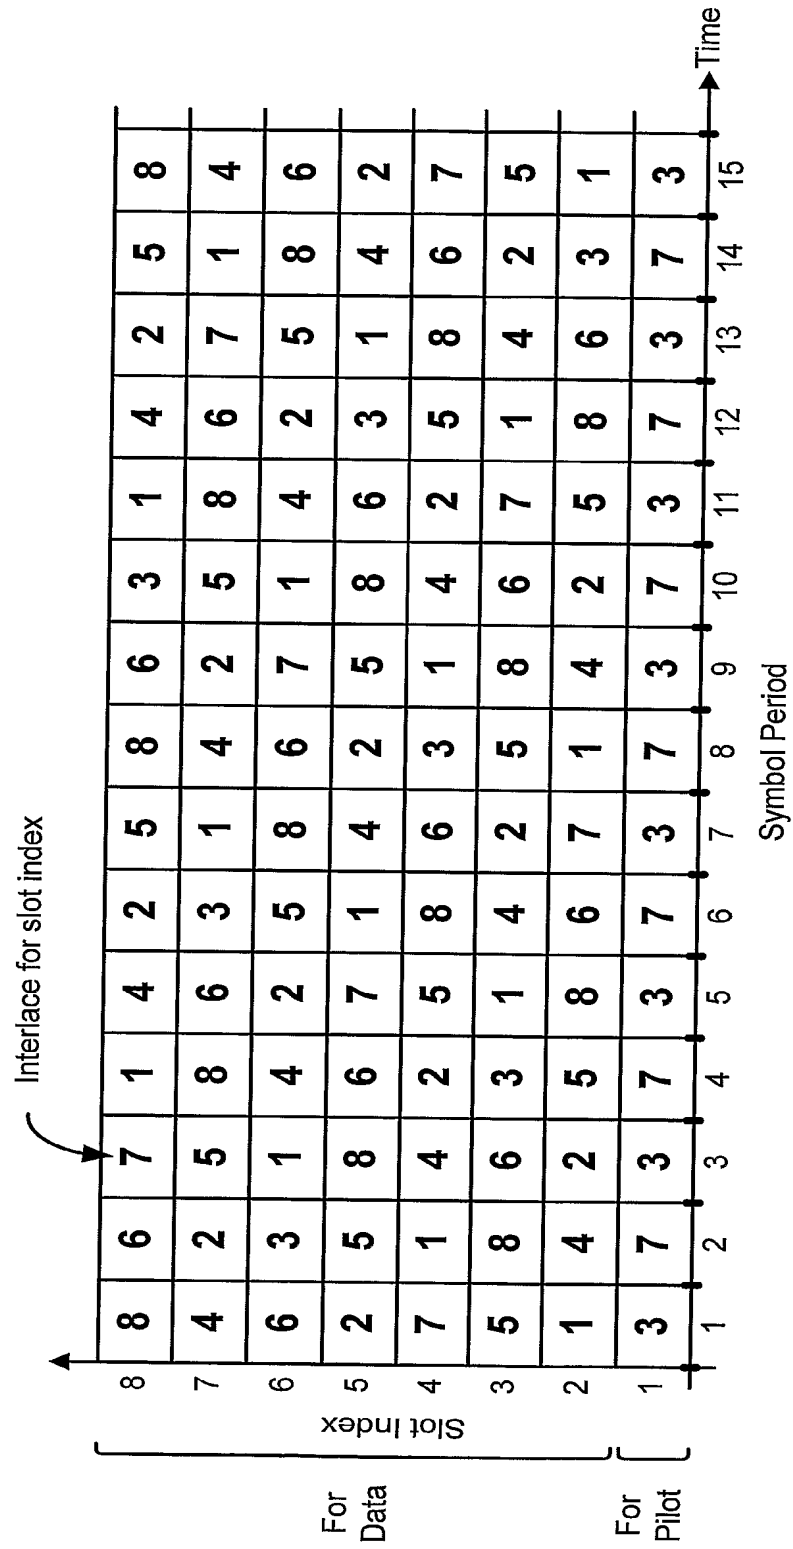 Interlace for slot index
8 8 6 7 1 4 2 5 8 6 3 1 4 2 5 8
7 4 2 5 8 6 3 1 4 2 5 8 6 7 1 4
6 6 3 1 4 2 5 8 6 7 1 4 2 5 8 6
5 2 5 8 6 7 1 4 2 5 8 6 3 1 4 2
4 7 1 4 2 5 8 6 3 1 4 2 5 8 6 7
3 5 8 6 3 1 4 2 5 8 6 7 1 4 2 5
2 1 4 2 5 8 6 7 1 4 2 5 8 6 3 1
1 3 7 3 7 3 7 3 7 3 7 3 7 3 7 3
Slot Index
For
Data
For
Pilot
1 2 3 4 5 6 7 8 9 10 11 12 13 14 15
Time
Symbol Period